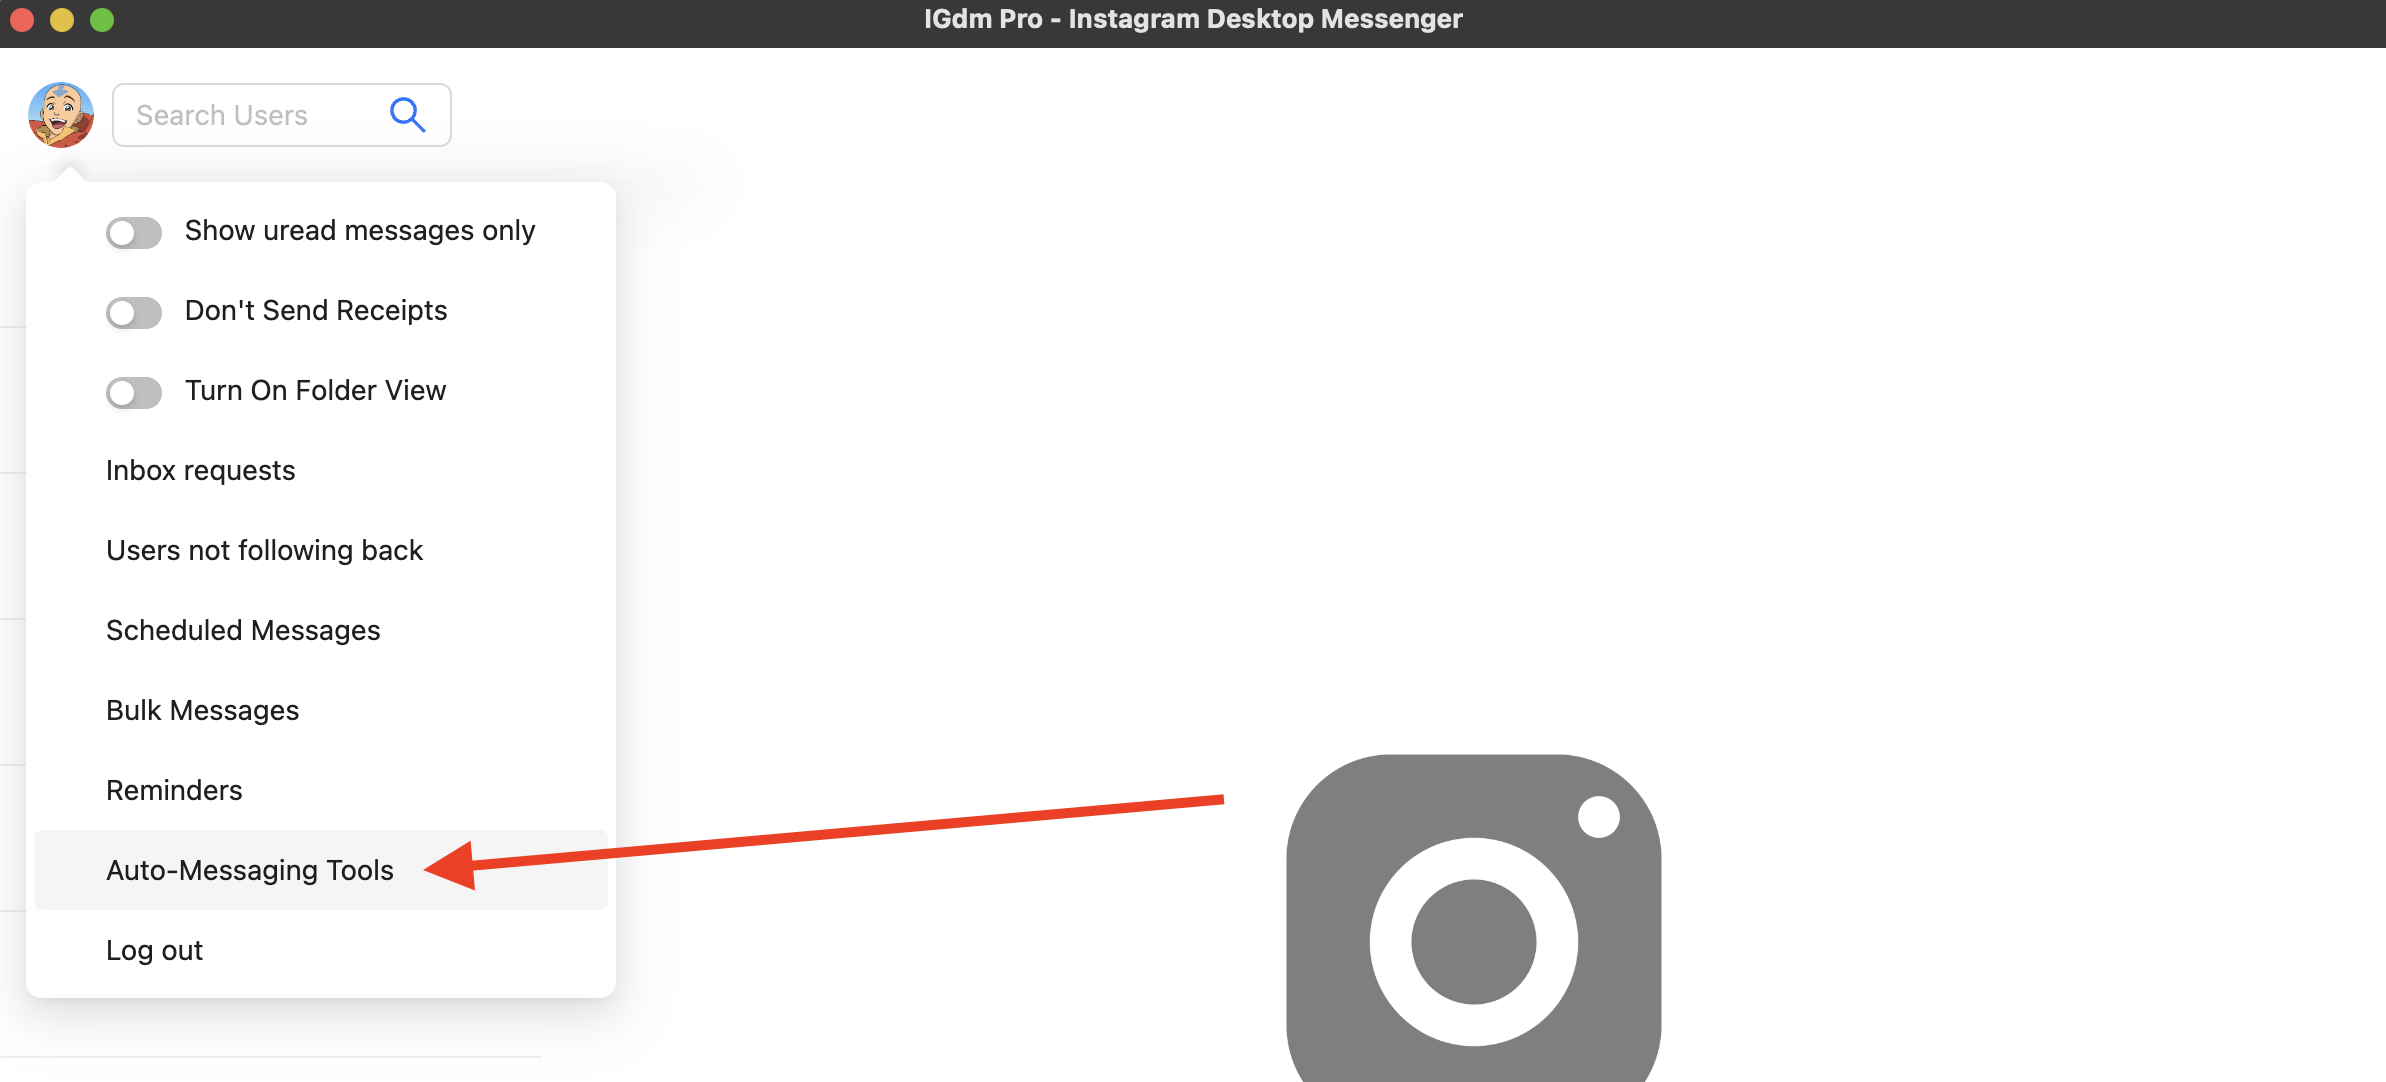 IGdm Pro - Instagram Desktop Messenger
Search Users
Show uread messages only
Don't Send Receipts
Turn On Folder View
Inbox requests
Users not following back
Scheduled Messages
Bulk Messages
Reminders
Auto-Messaging Tools
Log out